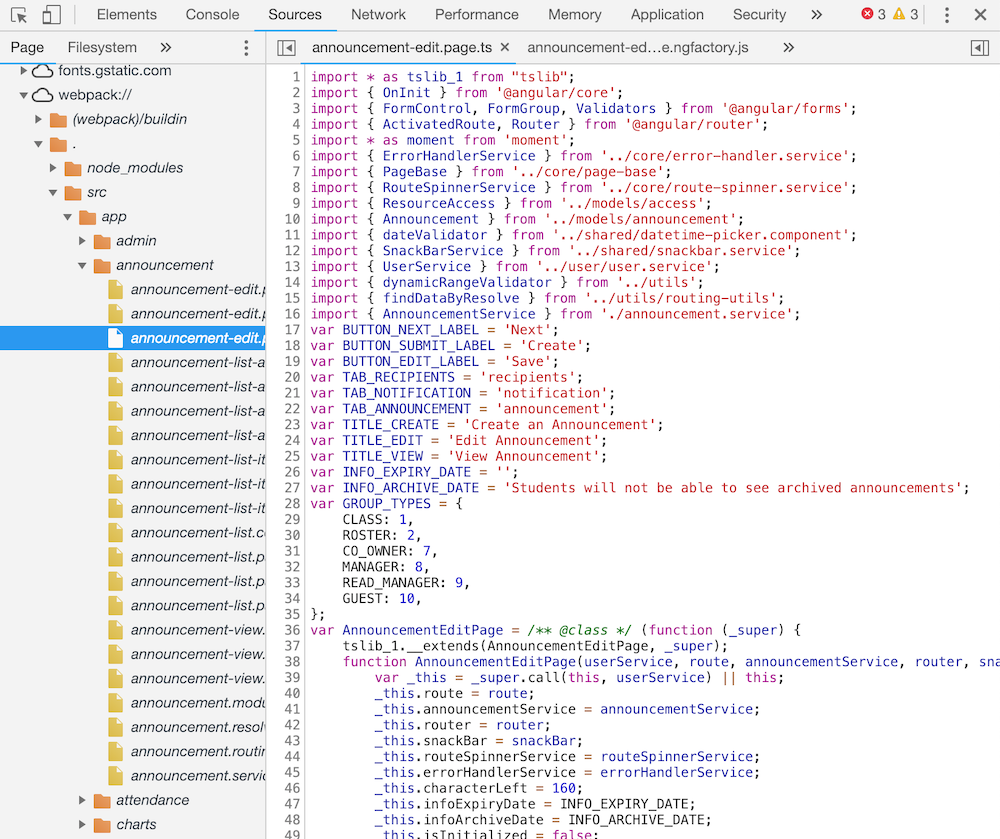 Elements Console Sources Network Performance Memory Application Security » 3 3
Page Filesystem » announcement-edit.page.ts × announcement-ed…e.ngfactory.js »
fonts.gstatic.com
webpack://
(webpack)/buildin
.
node_modules
src
app
admin
announcement
announcement-edit.
announcement-edit.
announcement-edit.
announcement-list-a
announcement-list-a
announcement-list-a
announcement-list-a
announcement-list-it
announcement-list-it
announcement-list-it
announcement-list.c
announcement-list.p
announcement-list.p
announcement-list.p
announcement-view.
announcement-view.
announcement-view.
announcement.modu
announcement.resol
announcement.routin
announcement.servic
attendance
charts
1 import * as tslib_1 from "tslib";
2 import { OnInit } from '@angular/core';
3 import { FormControl, FormGroup, Validators } from '@angular/forms';
4 import { ActivatedRoute, Router } from '@angular/router';
5 import * as moment from 'moment';
6 import { ErrorHandlerService } from '../core/error-handler.service';
7 import { PageBase } from '../core/page-base';
8 import { RouteSpinnerService } from '../core/route-spinner.service';
9 import { ResourceAccess } from '../models/access';
10 import { Announcement } from '../models/announcement';
11 import { dateValidator } from '../shared/datetime-picker.component';
12 import { SnackBarService } from '../shared/snackbar.service';
13 import { UserService } from '../user/user.service';
14 import { dynamicRangeValidator } from '../utils';
15 import { findDataByResolve } from '../utils/routing-utils';
16 import { AnnouncementService } from './announcement.service';
17 var BUTTON_NEXT_LABEL = 'Next';
18 var BUTTON_SUBMIT_LABEL = 'Create';
19 var BUTTON_EDIT_LABEL = 'Save';
20 var TAB_RECIPIENTS = 'recipients';
21 var TAB_NOTIFICATION = 'notification';
22 var TAB_ANNOUNCEMENT = 'announcement';
23 var TITLE_CREATE = 'Create an Announcement';
24 var TITLE_EDIT = 'Edit Announcement';
25 var TITLE_VIEW = 'View Announcement';
26 var INFO_EXPIRY_DATE = '';
27 var INFO_ARCHIVE_DATE = 'Students will not be able to see archived announcements';
28 var GROUP_TYPES = {
29 CLASS: 1,
30 ROSTER: 2,
31 CO_OWNER: 7,
32 MANAGER: 8,
33 READ_MANAGER: 9,
34 GUEST: 10,
35 };
36 var AnnouncementEditPage = /** @class */ (function (_super) {
37 tslib_1.__extends(AnnouncementEditPage, _super);
38 function AnnouncementEditPage(userService, route, announcementService, router, sna
39 var _this = _super.call(this, userService) || this;
40 _this.route = route;
41 _this.announcementService = announcementService;
42 _this.router = router;
43 _this.snackBar = snackBar;
44 _this.routeSpinnerService = routeSpinnerService;
45 _this.errorHandlerService = errorHandlerService;
46 _this.characterLeft = 160;
47 _this.infoExpiryDate = INFO_EXPIRY_DATE;
48 _this.infoArchiveDate = INFO_ARCHIVE_DATE;
49 _this.isInitialized = false;